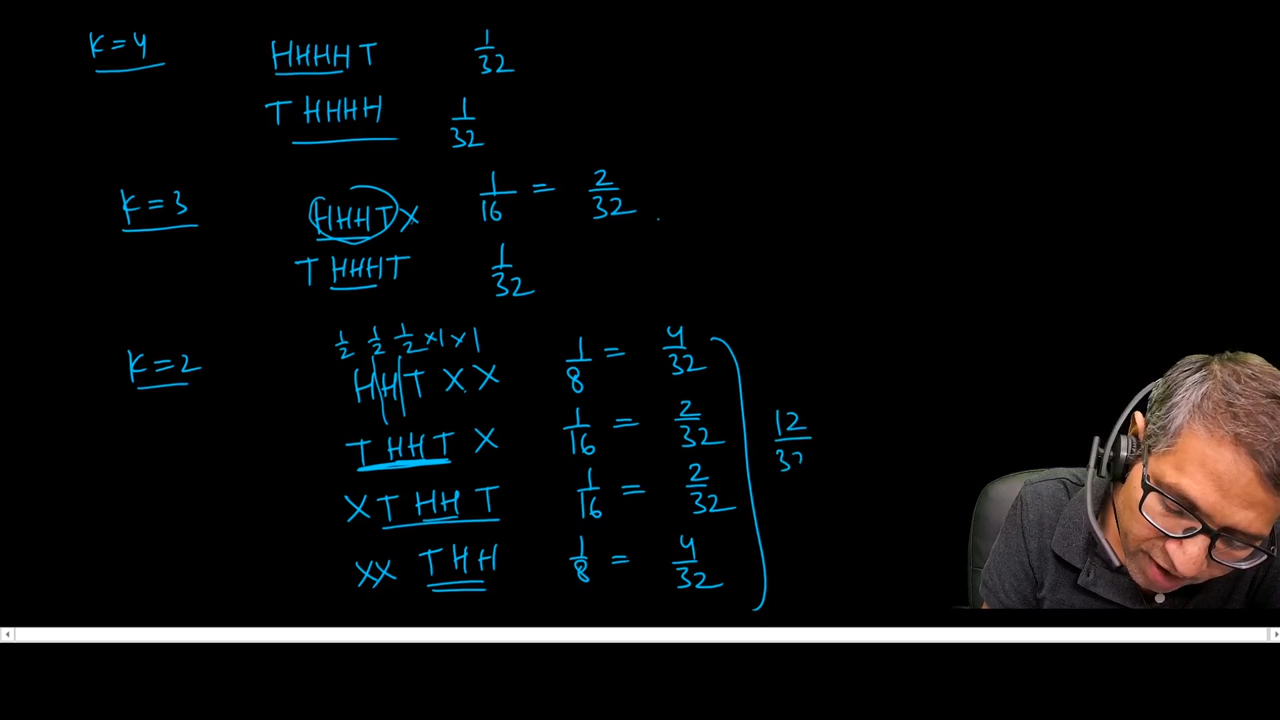 K=4 HHHHT 1/32
THHHH 1/32
K=3 HHHTX 1/16 = 2/32
THHHT 1/32
1/2 1/2 1/2 ×1 ×1
K=2 HHTXX 1/8 = 4/32
THHTX 1/16 = 2/32
12/32
XTHHT 1/16 = 2/32
XXTHH 1/8 = 4/32